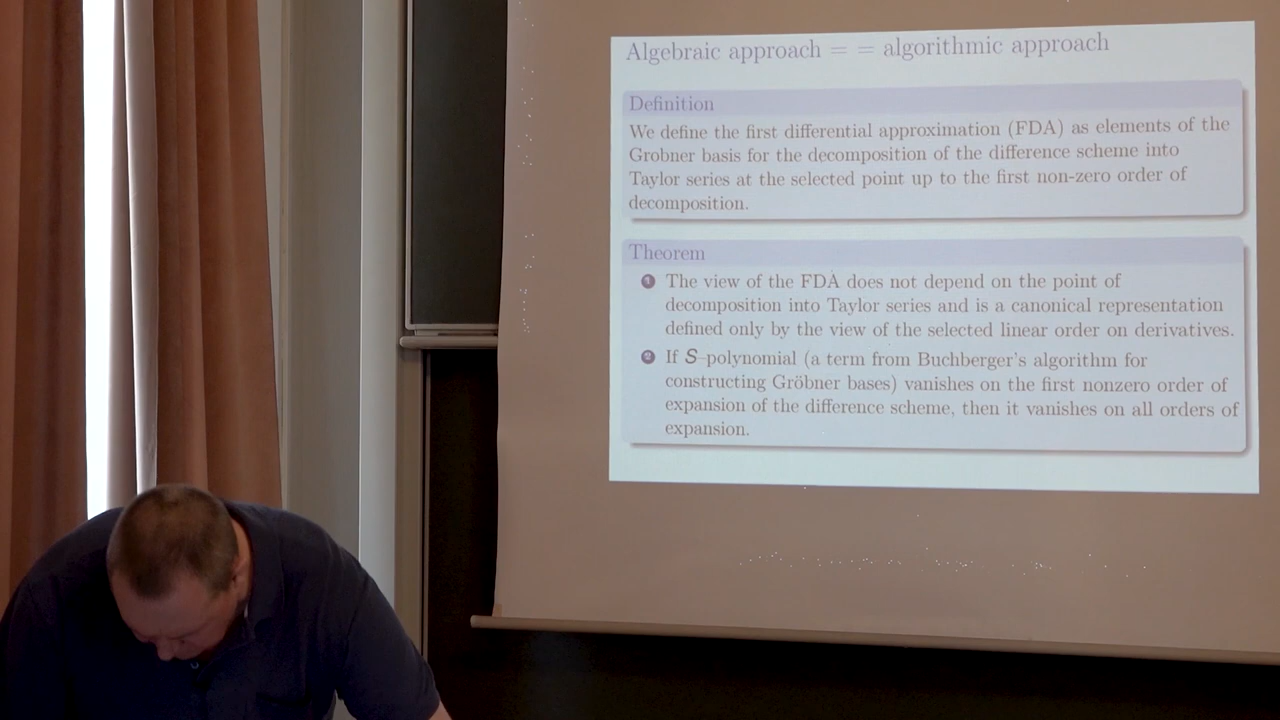 Algebraic approach = = algorithmic approach
Definition
We define the first differential approximation (FDA) as elements of the
Grobner basis for the decomposition of the difference scheme into
Taylor series at the selected point up to the first non-zero order of
decomposition.
Theorem
1 The view of the FDA does not depend on the point of
decomposition into Taylor series and is a canonical representation
defined only by the view of the selected linear order on derivatives.
2 If S–polynomial (a term from Buchberger's algorithm for
constructing Gröbner bases) vanishes on the first nonzero order of
expansion of the difference scheme, then it vanishes on all orders of
expansion.